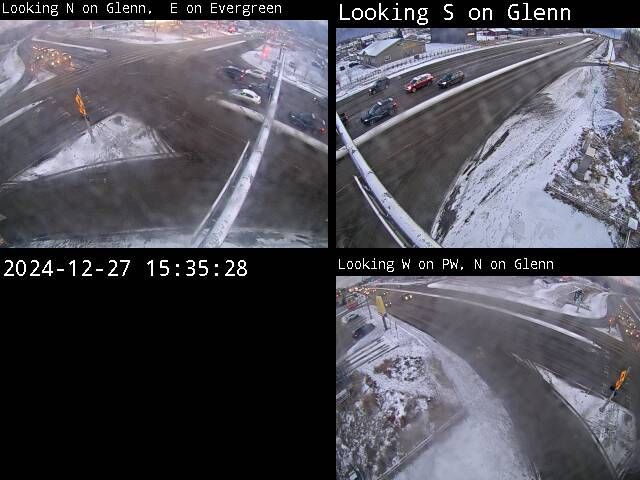 Looking N on Glenn,  E on Evergreen
Looking S on Glenn
2024-12-27 15:35:28
Looking W on PW, N on Glenn